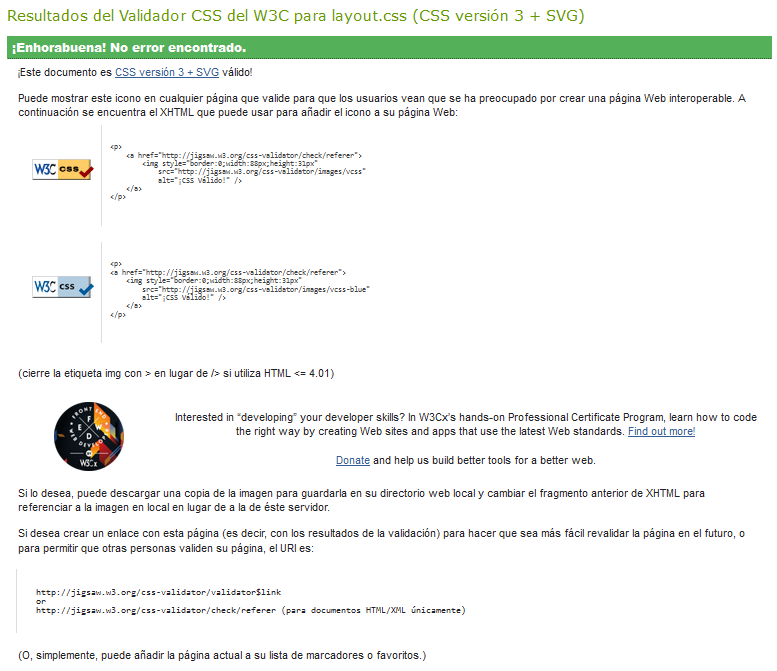 Resultados del Validador CSS del W3C para layout.css (CSS versión 3 + SVG)
¡Enhorabuena! No error encontrado.
¡Este documento es CSS versión 3 + SVG válido!
Puede mostrar este icono en cualquier página que valide para que los usuarios vean que se ha preocupado por crear una página Web interoperable. A
continuación se encuentra el XHTML que puede usar para añadir el icono a su página Web:
W3C css
<p>
<a href="http://jigsaw.w3.org/css-validator/check/referer">
<img style="border:0;width:88px;height:31px"
src="http://jigsaw.w3.org/css-validator/images/vcss"
alt="¡CSS Válido!" />
</a>
</p>
W3C css
<p>
<a href="http://jigsaw.w3.org/css-validator/check/referer">
<img style="border:0;width:88px;height:31px"
src="http://jigsaw.w3.org/css-validator/images/vcss-blue"
alt="¡CSS Válido!" />
</a>
</p>
(cierre la etiqueta img con > en lugar de /> si utiliza HTML <= 4.01)
FRONT END
WEB DEVELOPER
F
E W
D
W3Cx
Interested in “developing” your developer skills? In W3Cx's hands-on Professional Certificate Program, learn how to code
the right way by creating Web sites and apps that use the latest Web standards. Find out more!
Donate and help us build better tools for a better web.
Si lo desea, puede descargar una copia de la imagen para guardarla en su directorio web local y cambiar el fragmento anterior de XHTML para
referenciar a la imagen en local en lugar de a la de éste servidor.
Si desea crear un enlace con esta página (es decir, con los resultados de la validación) para hacer que sea más fácil revalidar la página en el futuro, o
para permitir que otras personas validen su página, el URI es:
http://jigsaw.w3.org/css-validator/validator$link
or
http://jigsaw.w3.org/css-validator/check/referer (para documentos HTML/XML únicamente)
(O, simplemente, puede añadir la página actual a su lista de marcadores o favoritos.)